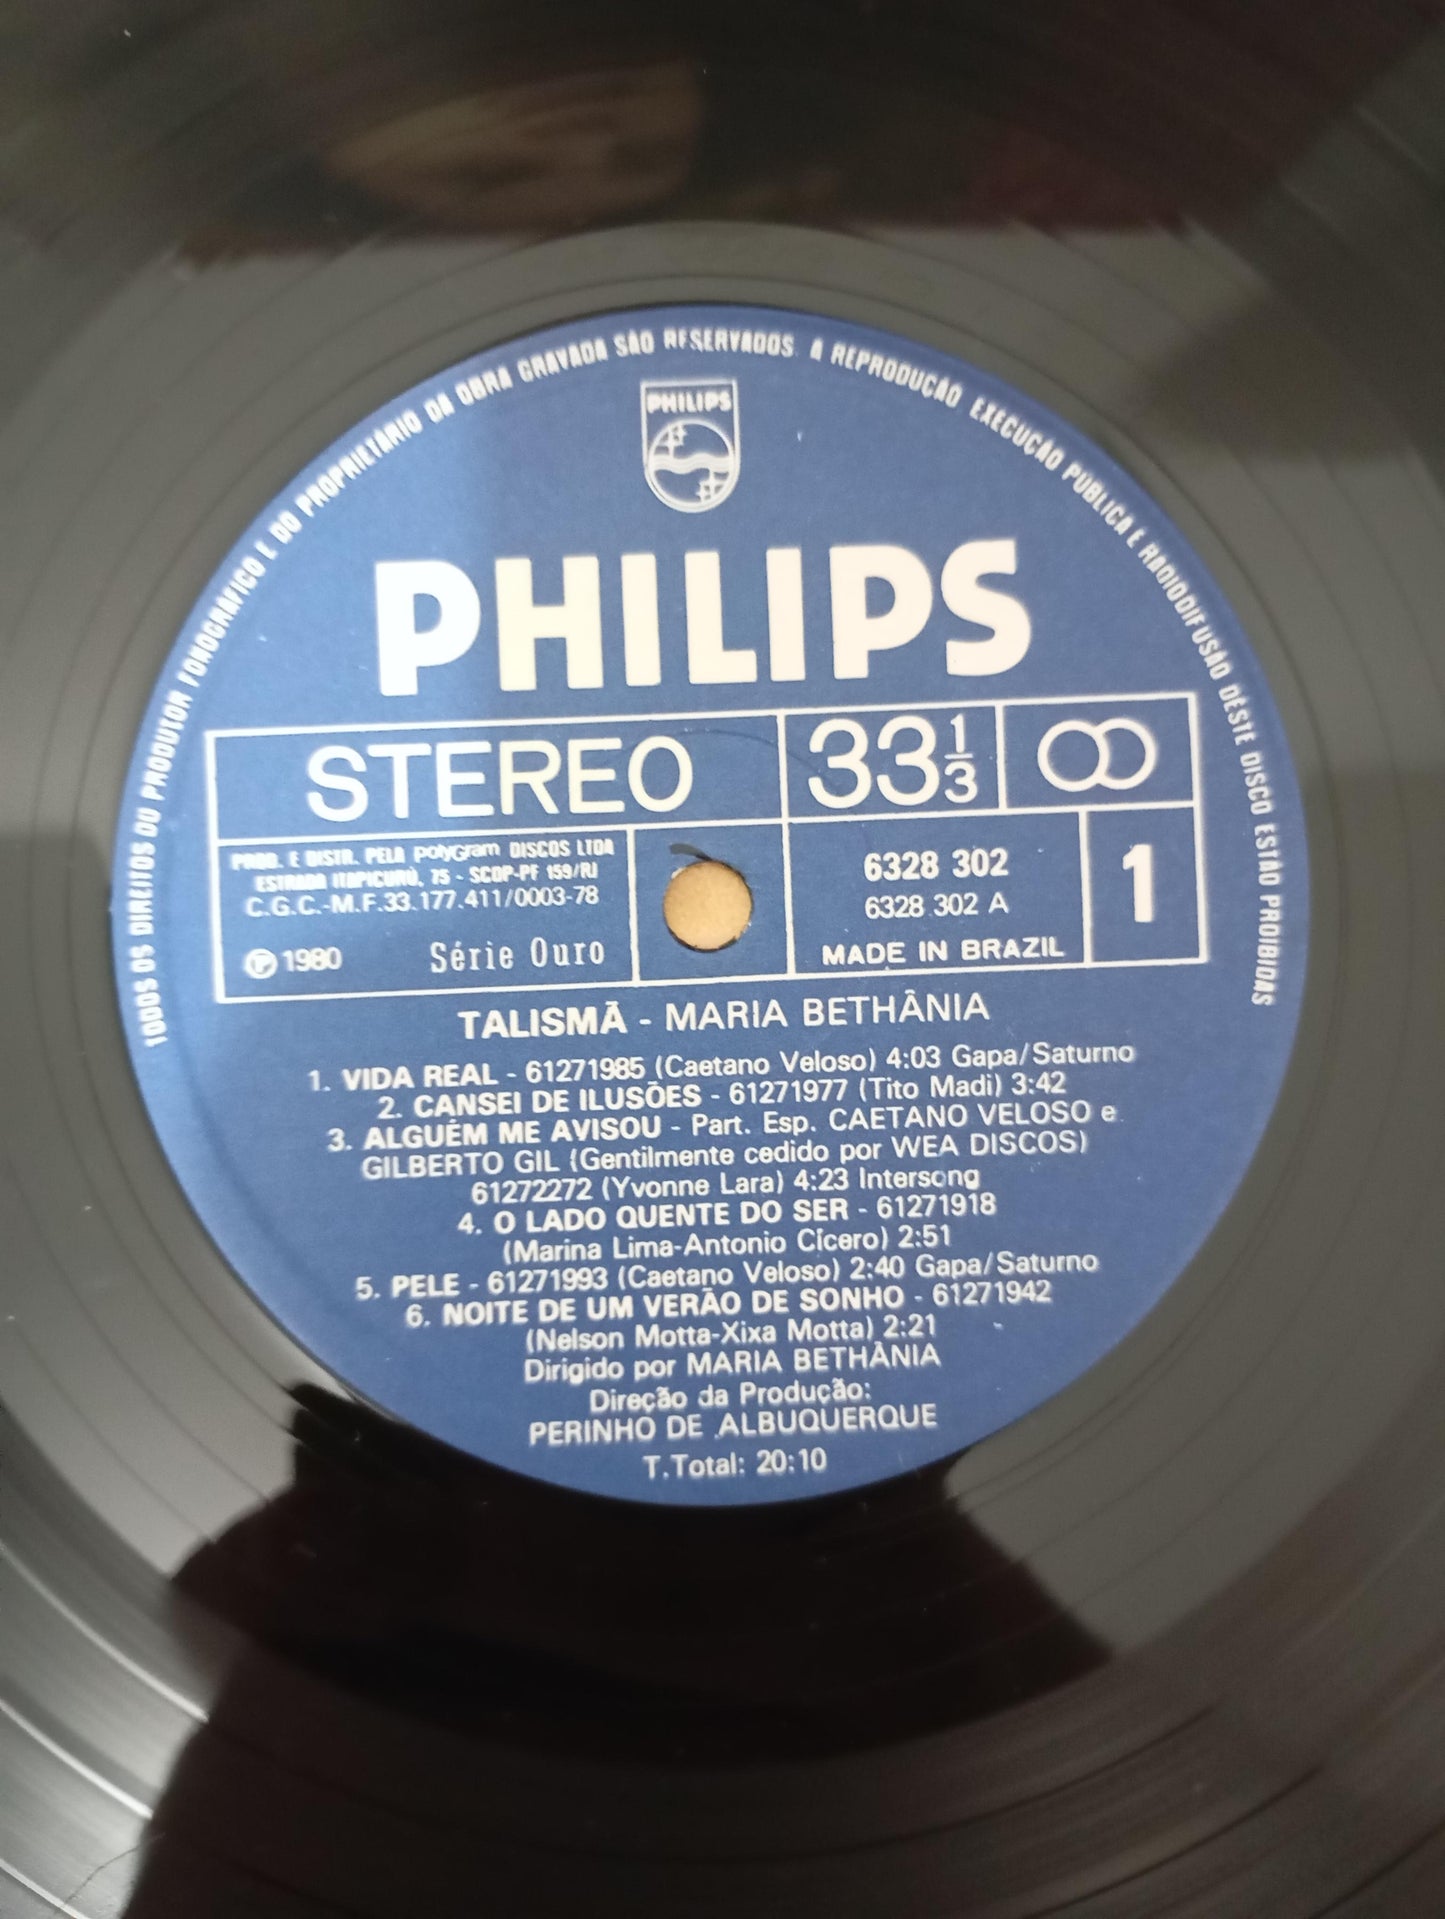 TODOS OS DIREITOS DO PRODUTOR FONOGRÁFICO E DO PROPRIETÁRIO DA OBRA GRAVADA SÃO RESERVADOS. A REPRODUÇÃO, EXECUÇÃO PÚBLICA E RADIODIFUSÃO DESTE DISCO ESTÃO PROIBIDAS
PHILIPS
PHILIPS
STEREO
33 1/3
PROD. E DISTR. PELA polyGram DISCOS LTDA
ESTRADA ITAPICURÚ, 75 - SCDP-PF 159/RJ
C.G.C.-M.F.33.177.411/0003-78
Ⓟ 1980 Série Ouro
6328 302
6328 302 A
MADE IN BRAZIL
1
TALISMÃ - MARIA BETHÂNIA
1. VIDA REAL - 61271985 (Caetano Veloso) 4:03 Gapa/Saturno
2. CANSEI DE ILUSÕES - 61271977 (Tito Madi) 3:42
3. ALGUÉM ME AVISOU - Part. Esp. CAETANO VELOSO e
GILBERTO GIL (Gentilmente cedido por WEA DISCOS)
61272272 (Yvonne Lara) 4:23 Intersong
4. O LADO QUENTE DO SER - 61271918
(Marina Lima-Antonio Cícero) 2:51
5. PELE - 61271993 (Caetano Veloso) 2:40 Gapa/Saturno
6. NOITE DE UM VERÃO DE SONHO - 61271942
(Nelson Motta-Xixa Motta) 2:21
Dirigido por MARIA BETHÂNIA
Direção da Produção:
PERINHO DE ALBUQUERQUE
T.Total: 20:10